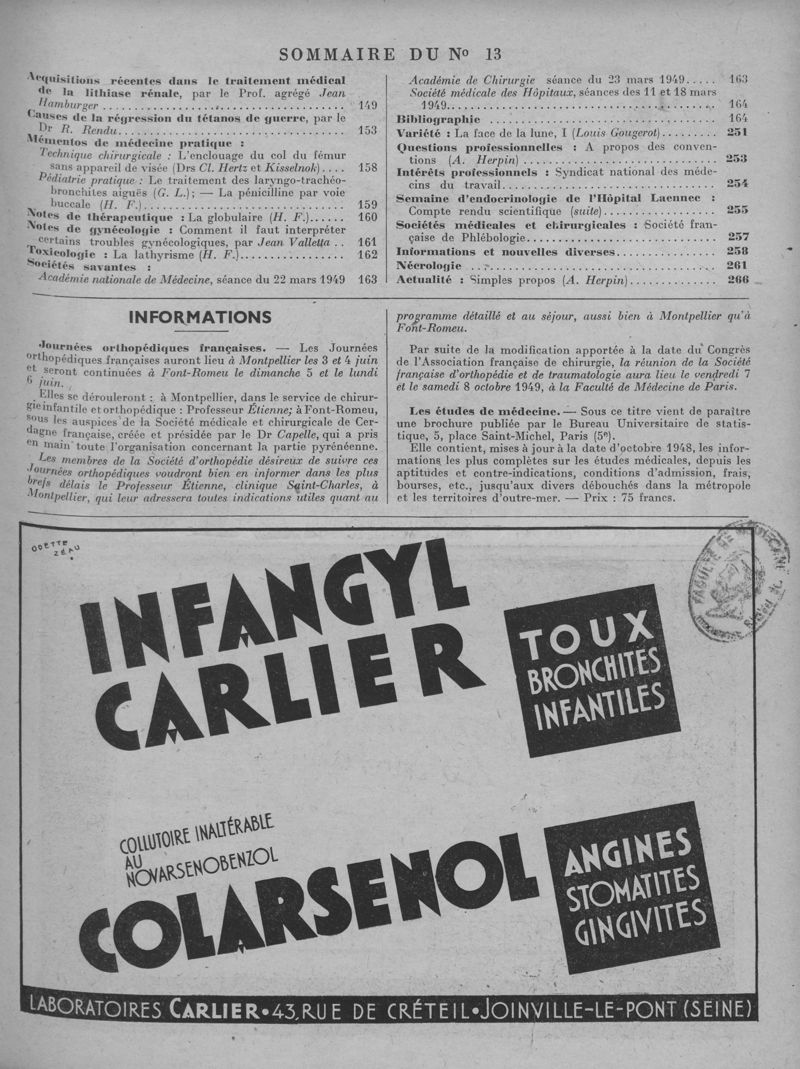 SOMMAIRE DU Nº 13
Acquisitions récentes dans le traitement médical
de la lithiase rénale, par le Prof. agrégé Jean
Hamburger ........ 149
Causes de la régression du tétanos de guerre, par le
Dr R. Rendu........ 153
Mémentos de médecine pratique :
Technique chirurgicale : L'enclouage du col du fémur
sans appareil de visée (Drs Cl. Hertz et Kisselnok).... 158
Pédiatrie pratique : Le traitement des laryngo-trachéo-
bronchites aiguës (G. L.) ; — La pénicilline par voie
buccale (H. F.)........ 159
Notes de thérapeutique : La globulaire (H. F.)...... 160
Notes de gynécologie : Comment il faut interpréter
certains troubles gynécologiques, par Jean Valletta .. 161
Toxicologie : La lathyrisme (H. F.)........ 162
Sociétés savantes :
Académie nationale de Médecine, séance du 22 mars 1949 163
Académie de Chirurgie séance du 23 mars 1949..... 163
Société médicale des Hôpitaux, séances des 11 et 18 mars
1949........ 164
Bibliographie ........ 164
Variété : La face de la lune, I (Louis Gougerot)......... 251
Questions professionnelles : A propos des conven-
tions (A. Herpin) ........ 253
Intérêts professionnels : Syndicat national des méde-
cins du travail........ 254
Semaine d'endocrinologie de l'Hôpital Laennec :
Compte rendu scientifique (suite)........ 255
Sociétés médicales et chirurgicales : Société fran-
çaise de Phlébologie........ 257
Informations et nouvelles diverses........ 258
Nécrologie ........ 261
Actualité : Simples propos (A. Herpin)........ 266
INFORMATIONS
Journées orthopédiques françaises. — Les Journées
orthopédiques françaises auront lieu à Montpellier les 3 et 4 juin
et seront continuées à Font-Romeu le dimanche 5 et le lundi
6 juin.
Elles se dérouleront : à Montpellier, dans le service de chirur-
gie infantile et orthopédique : Professeur Étienne; à Font-Romeu,
sous les auspices de la Société médicale et chirurgicale de Cer-
dagne française, créée et présidée par le Dr Capelle, qui a pris
en main toute l'organisation concernant la partie pyrénéenne.
Les membres de la Société d'orthopédie désireux de suivre ces
Journées orthopédiques voudront bien en informer dans les plus
brefs délais le Professeur Étienne, clinique Saint-Charles, à
Montpellier, qui leur adressera toutes indications utiles quant au
programme détaillé et au séjour, aussi bien à Montpellier qu'à
Font-Romeu.
Par suite de la modification apportée à la date du Congrès
de l'Association française de chirurgie, la réunion de la Société
française d'orthopédie et de traumatologie aura lieu le vendredi 7
et le samedi 8 octobre 1949, à la Faculté de Médecine de Paris.
Les études de médecine. — Sous ce titre vient de paraître
une brochure publiée par le Bureau Universitaire de statis-
tique, 5, place Saint-Michel, Paris (5e).
Elle contient, mises à jour à la date d'octobre 1948, les infor-
mations les plus complètes sur les études médicales, depuis les
aptitudes et contre-indications, conditions d'admission, frais,
bourses, etc., jusqu'aux divers débouchés dans la métropole
et les territoires d'outre-mer. — Prix : 75 francs.
ODETTE
ZÉAU
INFANGYL
CARLIER
TOUX
BRONCHITES
INFANTILES
COLLUTOIRE INALTÉRABLE
AU
NOVARSENOBENZOL
COLARSENOL
ANGINES
STOMATITES
GINGIVITES
LABORATOIRES CARLIER•43, RUE DE CRÉTEIL•JOINVILLE-LE-PONT (SEINE)